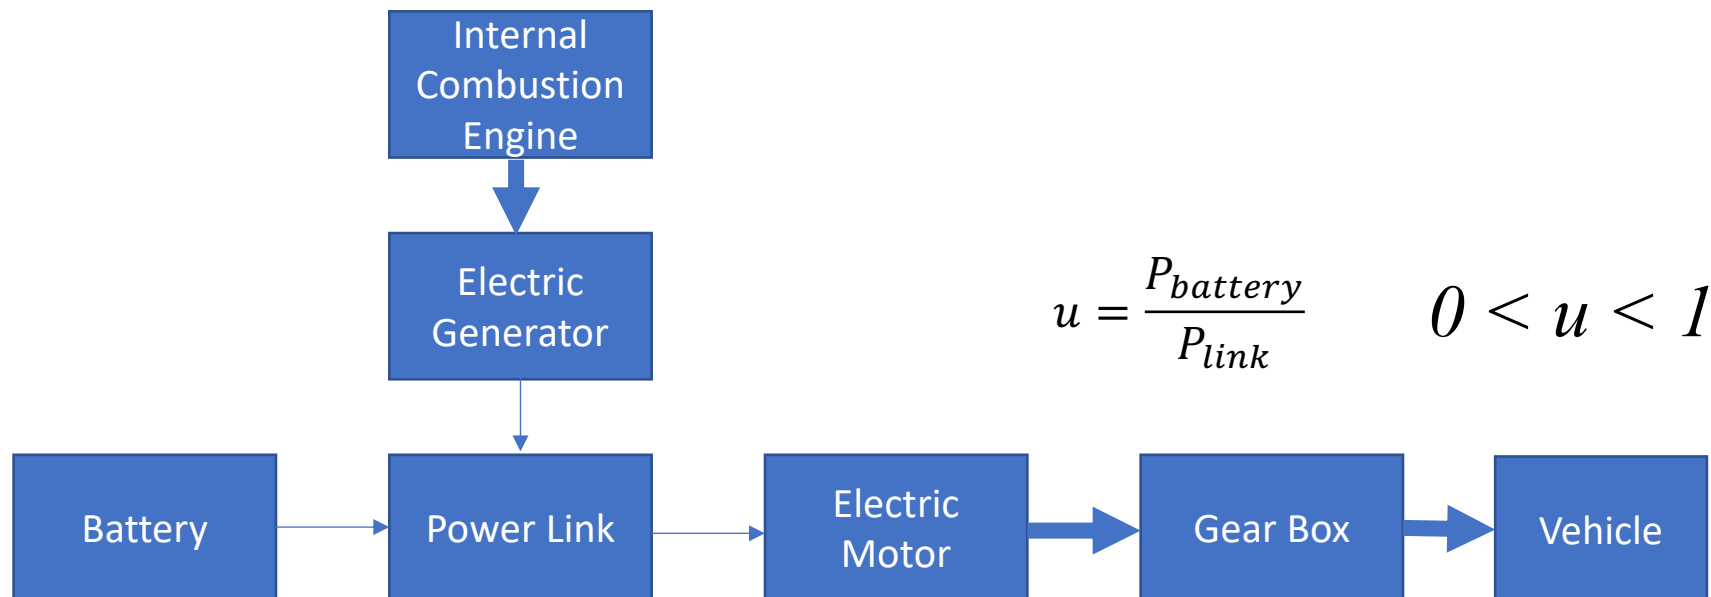 Internal
Combustion
Engine
Electric
Generator
u = P_battery / P_link
0 < u < 1
Battery
Power Link
Electric
Motor
Gear Box
Vehicle